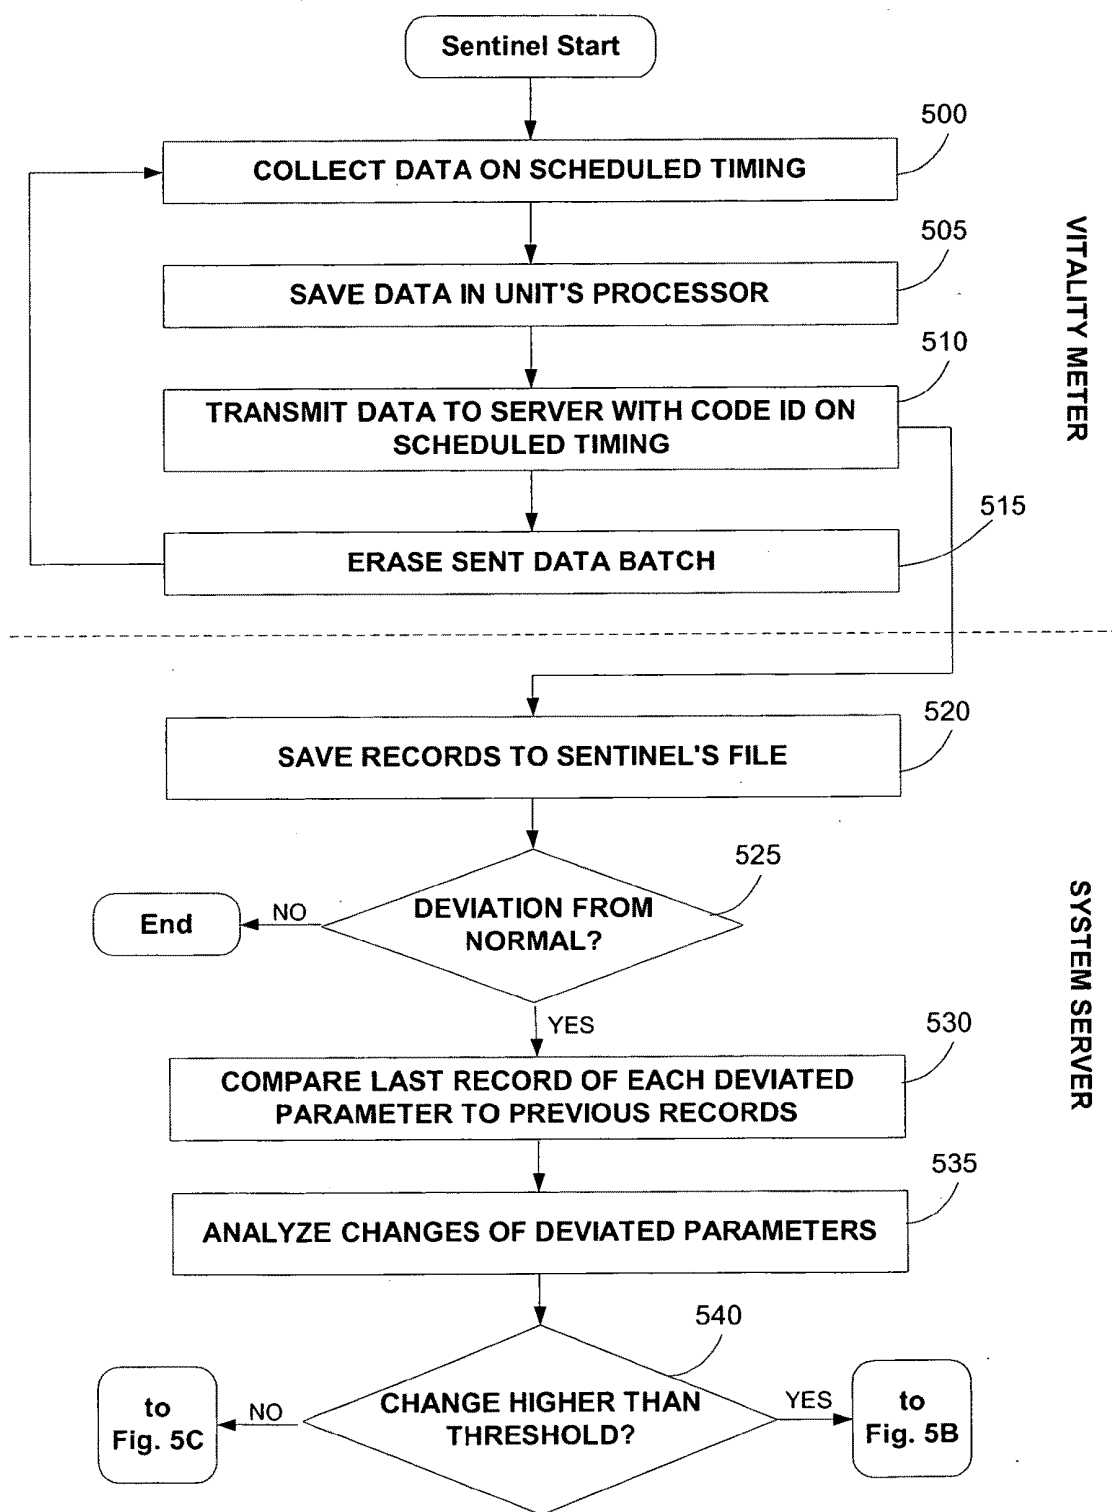 Sentinel Start
500
COLLECT DATA ON SCHEDULED TIMING
505
SAVE DATA IN UNIT'S PROCESSOR
510
TRANSMIT DATA TO SERVER WITH CODE ID ON
SCHEDULED TIMING
515
ERASE SENT DATA BATCH
VITALITY METER
520
SAVE RECORDS TO SENTINEL'S FILE
525
DEVIATION FROM
NORMAL?
NO
End
YES
530
COMPARE LAST RECORD OF EACH DEVIATED
PARAMETER TO PREVIOUS RECORDS
535
ANALYZE CHANGES OF DEVIATED PARAMETERS
540
CHANGE HIGHER THAN
THRESHOLD?
NO
to
Fig. 5C
YES
to
Fig. 5B
SYSTEM SERVER